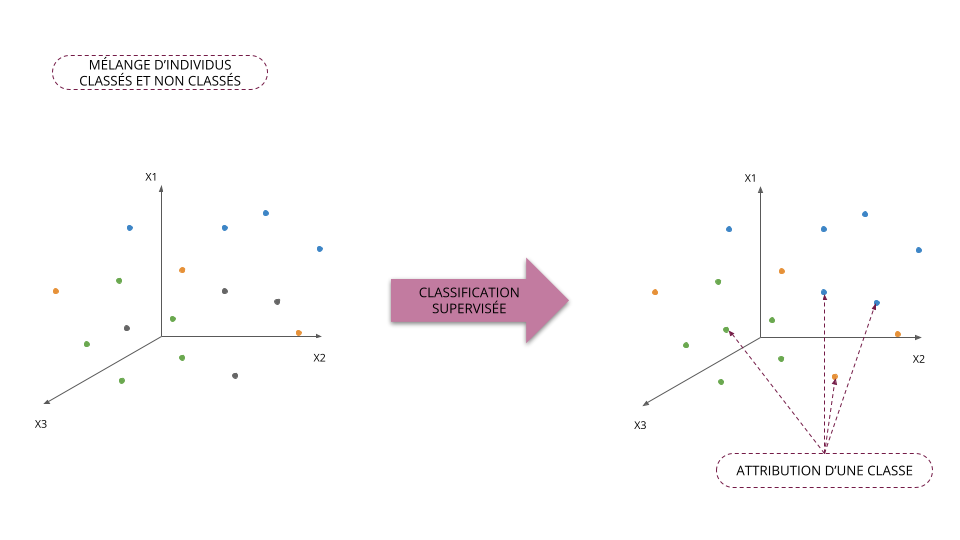 MÉLANGE D'INDIVIDUS
CLASSÉS ET NON CLASSÉS
X1
X2
X3
CLASSIFICATION
SUPERVISÉE
X1
X2
X3
ATTRIBUTION D'UNE CLASSE